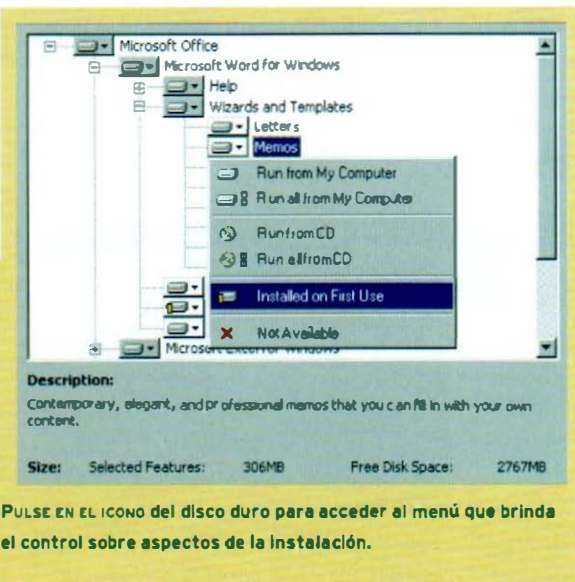 Microsoft Office
Microsoft Word for Windows
Help
Wizards and Templates
Letters
Memos
Run from My Computer
Run all from My Computer
Run from CD
Run all from CD
Installed on First Use
Not Available
Microsoft Excel for Windows
Description:
Contemporary, elegant, and professional memos that you can fill in with your own
content.
Size: Selected Features: 306MB Free Disk Space: 2767MB
PULSE EN EL ICONO del disco duro para acceder al menú que brinda
el control sobre aspectos de la instalación.